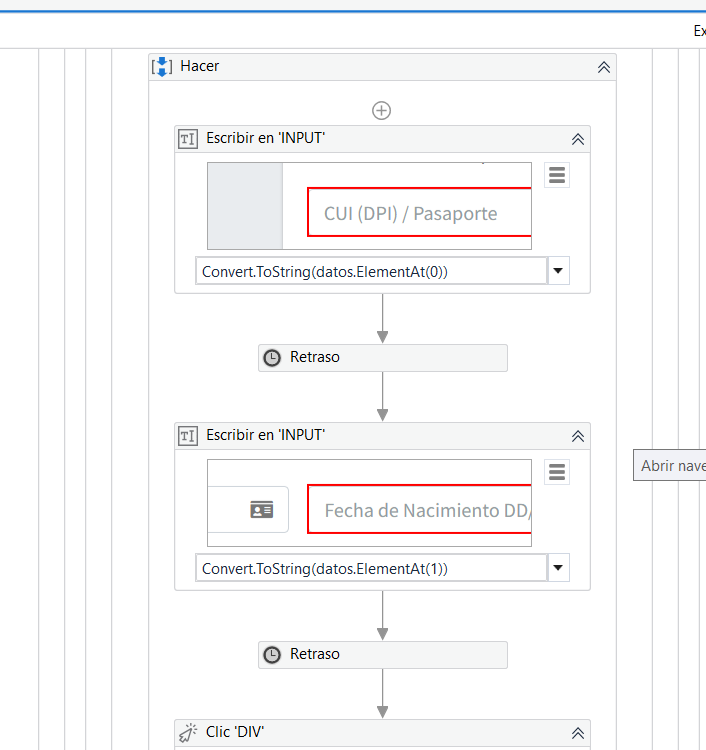 Ex
Hacer
Escribir en 'INPUT'
CUI (DPI) / Pasaporte
Convert.ToString(datos.ElementAt(0))
Retraso
Escribir en 'INPUT'
Abrir nave
Fecha de Nacimiento DD/
Convert.ToString(datos.ElementAt(1))
Retraso
Clic 'DIV'